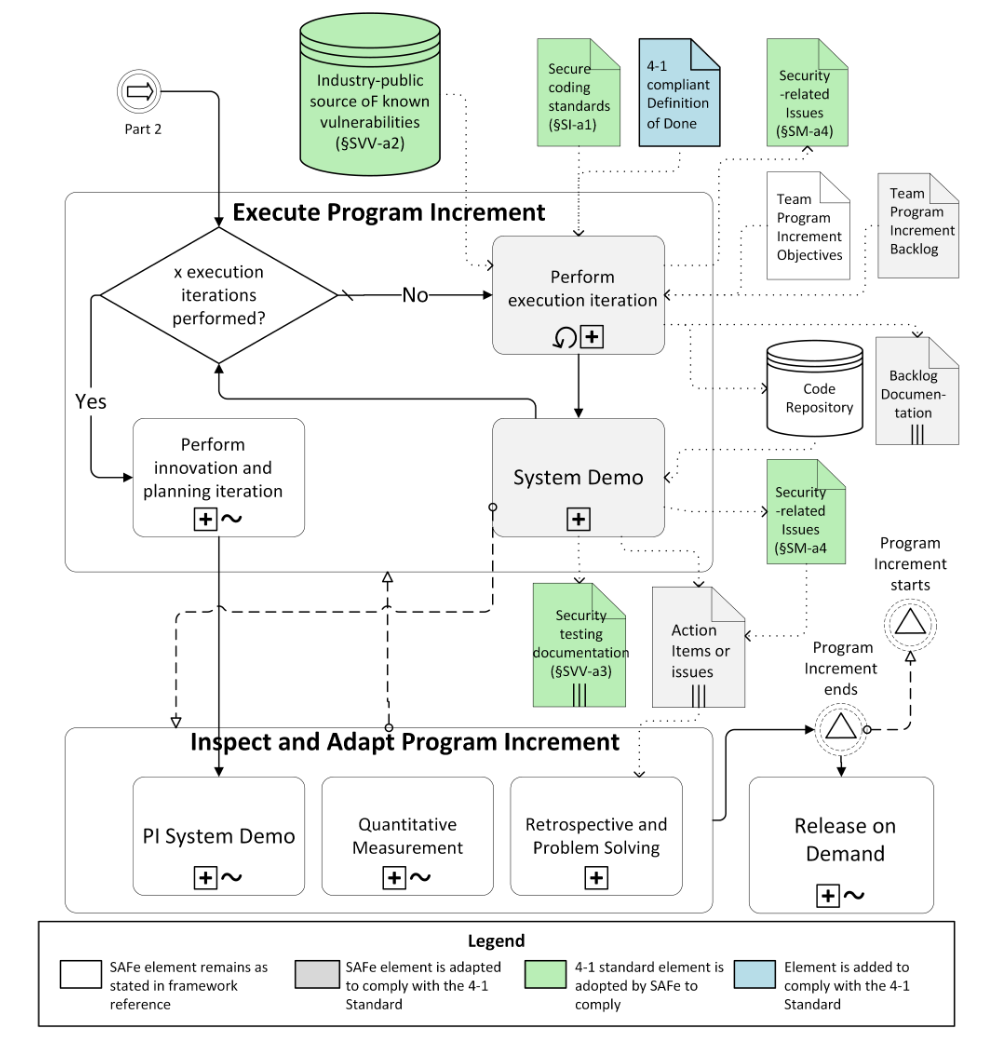 Industry-public
source oF known
vulnerabilities
(§SVV-a2)
Secure
coding
standards
(§SI-a1)
4-1
compliant
Definition
of Done
Security
-related
Issues
(§SM-a4)
Part 2
Team
Program
Increment
Objectives
Team
Program
Increment
Backlog
Execute Program Increment
x execution
iterations
performed?
No
Perform
execution iteration
Yes
Code
Repository
Backlog
Documen-
tation
Perform
innovation and
planning iteration
System Demo
Security
-related
Issues
(§SM-a4
Program
Increment
starts
Security
testing
documentation
(§SVV-a3)
Action
Items or
issues
Program
Increment
ends
Inspect and Adapt Program Increment
PI System Demo
Quantitative
Measurement
Retrospective and
Problem Solving
Release on
Demand
Legend
SAFe element remains as
stated in framework
reference
SAFe element is adapted
to comply with the 4-1
Standard
4-1 standard element is
adopted by SAFe to
comply
Element is added to
comply with the 4-1
Standard